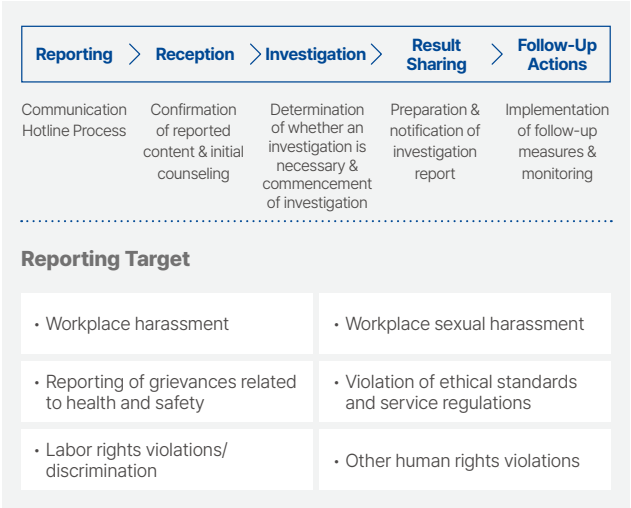 Reporting
Reception
Investigation
Result
Sharing
Follow-Up
Actions
Communication
Hotline Process
Confirmation
of reported
content & initial
counseling
Determination
of whether an
investigation is
necessary &
commencement
of investigation
Preparation &
notification of
investigation
report
Implementation
of follow-up
measures &
monitoring
Reporting Target
• Workplace harassment
• Workplace sexual harassment
• Reporting of grievances related
to health and safety
• Violation of ethical standards
and service regulations
• Labor rights violations/
discrimination
• Other human rights violations